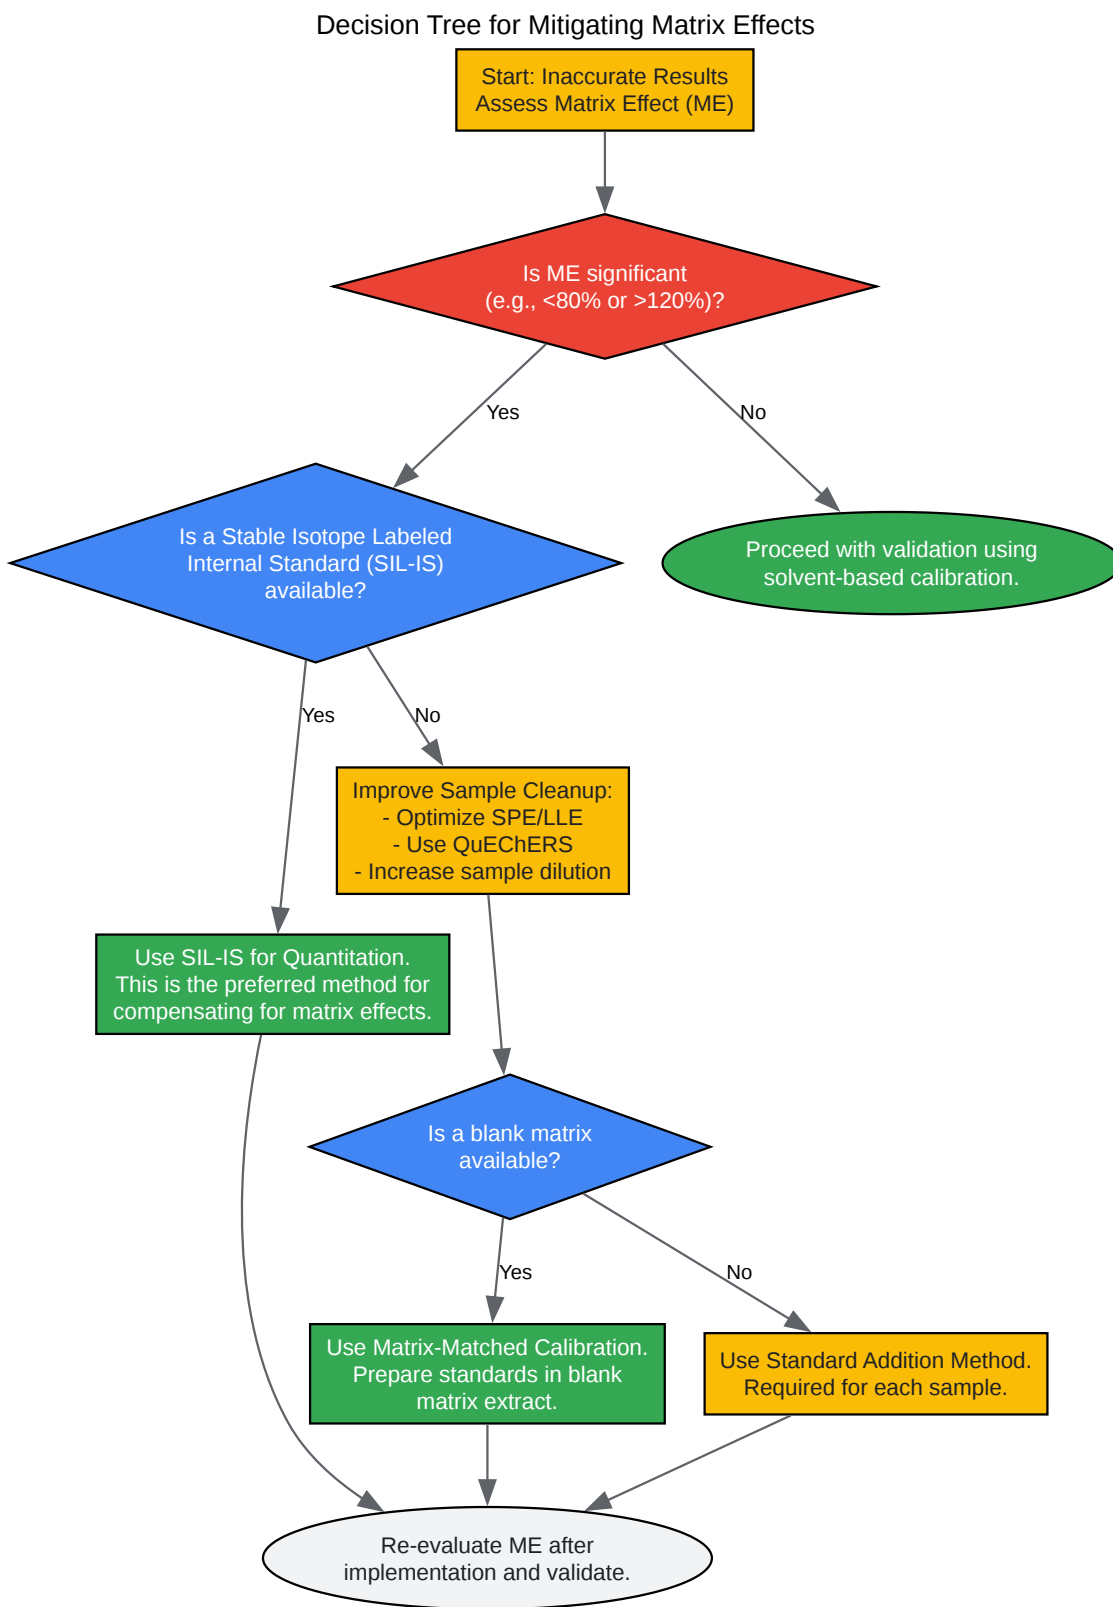 Decision Tree for Mitigating Matrix Effects
Start: Inaccurate Results
Assess Matrix Effect (ME)
Is ME significant
(e.g., <80% or >120%)?
Yes
No
Is a Stable Isotope Labeled
Internal Standard (SIL-IS)
available?
Proceed with validation using
solvent-based calibration.
Yes
No
Improve Sample Cleanup:
- Optimize SPE/LLE
- Use QuEChERS
- Increase sample dilution
Use SIL-IS for Quantitation.
This is the preferred method for
compensating for matrix effects.
Is a blank matrix
available?
Yes
No
Use Matrix-Matched Calibration.
Prepare standards in blank
matrix extract.
Use Standard Addition Method.
Required for each sample.
Re-evaluate ME after
implementation and validate.